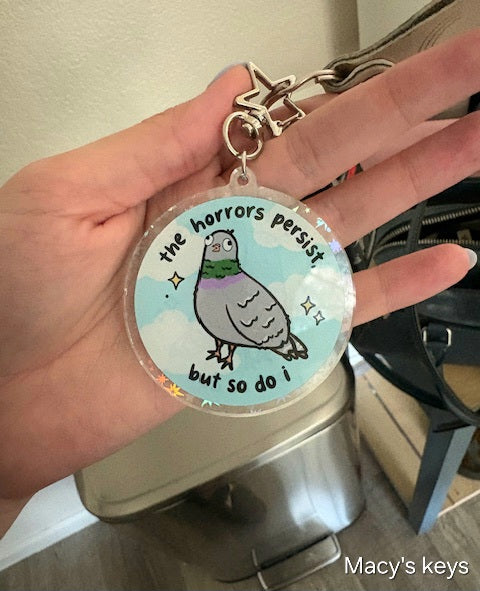 the horrors persist,
but so do i
Macy's keys